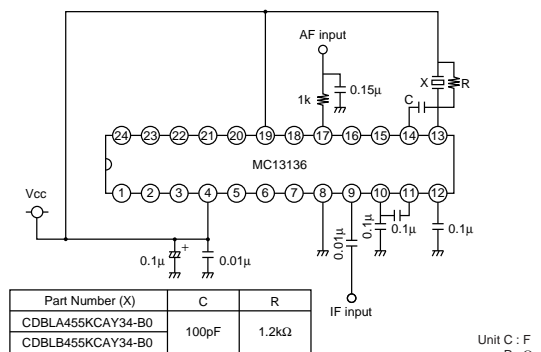 AF input
X
R
C
0.15μ
1k
24 23 22 21 20 19 18 17 16 15 14 13
MC13136
1 2 3 4 5 6 7 8 9 10 11 12
Vcc
+
0.1μ
0.01μ
0.01μ
0.1μ
0.1μ
0.1μ
IF input
Part Number (X) C R
CDBLA455KCAY34-B0 100pF 1.2kΩ
CDBLB455KCAY34-B0
Unit C : F